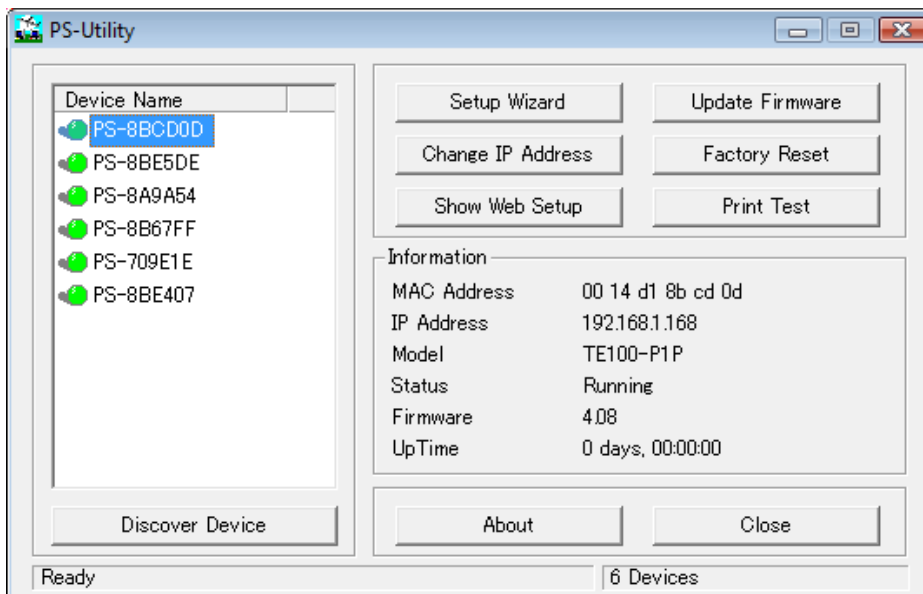 PS-Utility
Device Name
PS-8BCD0D
PS-8BE5DE
PS-8A9A54
PS-8B67FF
PS-709E1E
PS-8BE407
Discover Device
Setup Wizard
Update Firmware
Change IP Address
Factory Reset
Show Web Setup
Print Test
Information
MAC Address 00 14 d1 8b cd 0d
IP Address 192.168.1.168
Model TE100-P1P
Status Running
Firmware 4.08
UpTime 0 days, 00:00:00
About
Close
Ready
6 Devices